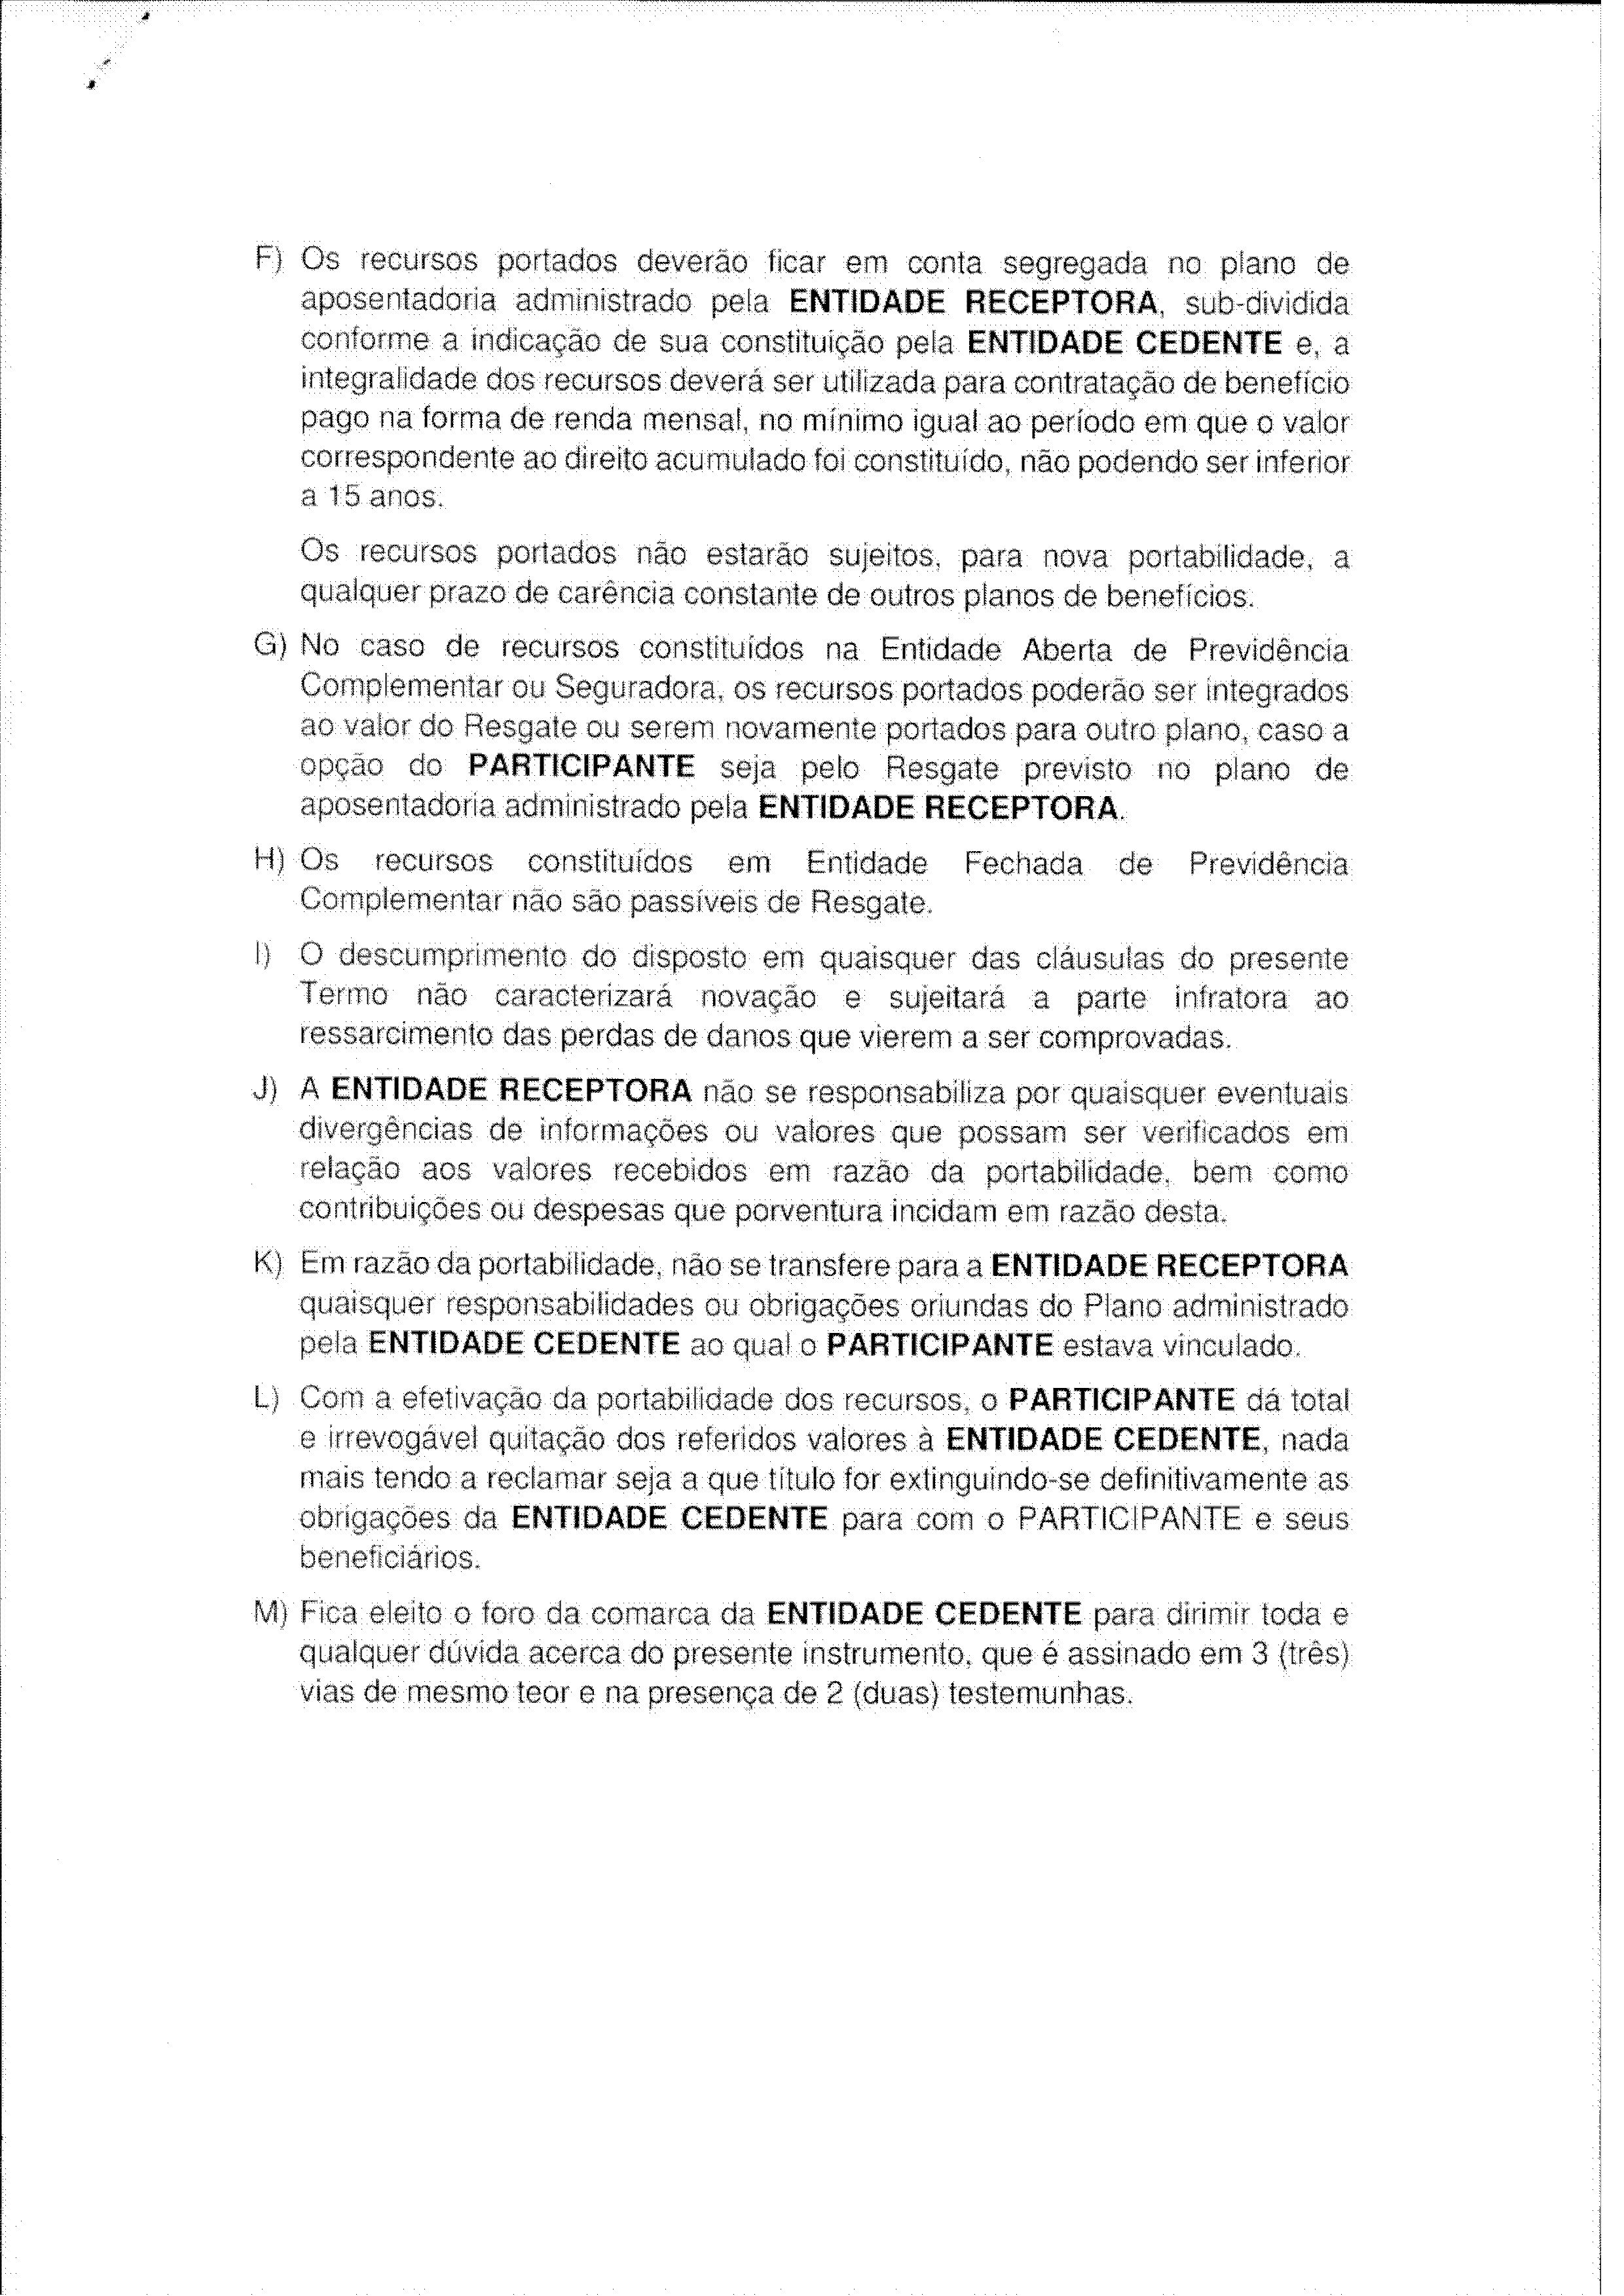 F) Os recursos portados deverão ficar em conta segregada no plano de
aposentadoria administrado pela ENTIDADE RECEPTORA, sub-dividida
conforme a indicação de sua constituição pela ENTIDADE CEDENTE e, a
integralidade dos recursos deverá ser utilizada para contratação de benefício
pago na forma de renda mensal, no mínimo igual ao período em que o valor
correspondente ao direito acumulado foi constituído, não podendo ser inferior
a 15 anos.
Os recursos portados não estarão sujeitos, para nova portabilidade, a
qualquer prazo de carência constante de outros planos de benefícios.
G) No caso de recursos constituídos na Entidade Aberta de Previdência
Complementar ou Seguradora, os recursos portados poderão ser integrados
ao valor do Resgate ou serem novamente portados para outro plano, caso a
opção do PARTICIPANTE seja pelo Resgate previsto no plano de
aposentadoria administrado pela ENTIDADE RECEPTORA.
H) Os recursos constituídos em Entidade Fechada de Previdência
Complementar não são passíveis de Resgate.
I) O descumprimento do disposto em quaisquer das cláusulas do presente
Termo não caracterizará novação e sujeitará a parte infratora ao
ressarcimento das perdas de danos que vierem a ser comprovadas.
J) A ENTIDADE RECEPTORA não se responsabiliza por quaisquer eventuais
divergências de informações ou valores que possam ser verificados em
relação aos valores recebidos em razão da portabilidade, bem como
contribuições ou despesas que porventura incidam em razão desta.
K) Em razão da portabilidade, não se transfere para a ENTIDADE RECEPTORA
quaisquer responsabilidades ou obrigações oriundas do Plano administrado
pela ENTIDADE CEDENTE ao qual o PARTICIPANTE estava vinculado.
L) Com a efetivação da portabilidade dos recursos, o PARTICIPANTE dá total
e irrevogável quitação dos referidos valores à ENTIDADE CEDENTE, nada
mais tendo a reclamar seja a que título for extinguindo-se definitivamente as
obrigações da ENTIDADE CEDENTE para com o PARTICIPANTE e seus
beneficiários.
M) Fica eleito o foro da comarca da ENTIDADE CEDENTE para dirimir toda e
qualquer dúvida acerca do presente instrumento, que é assinado em 3 (três)
vias de mesmo teor e na presença de 2 (duas) testemunhas.